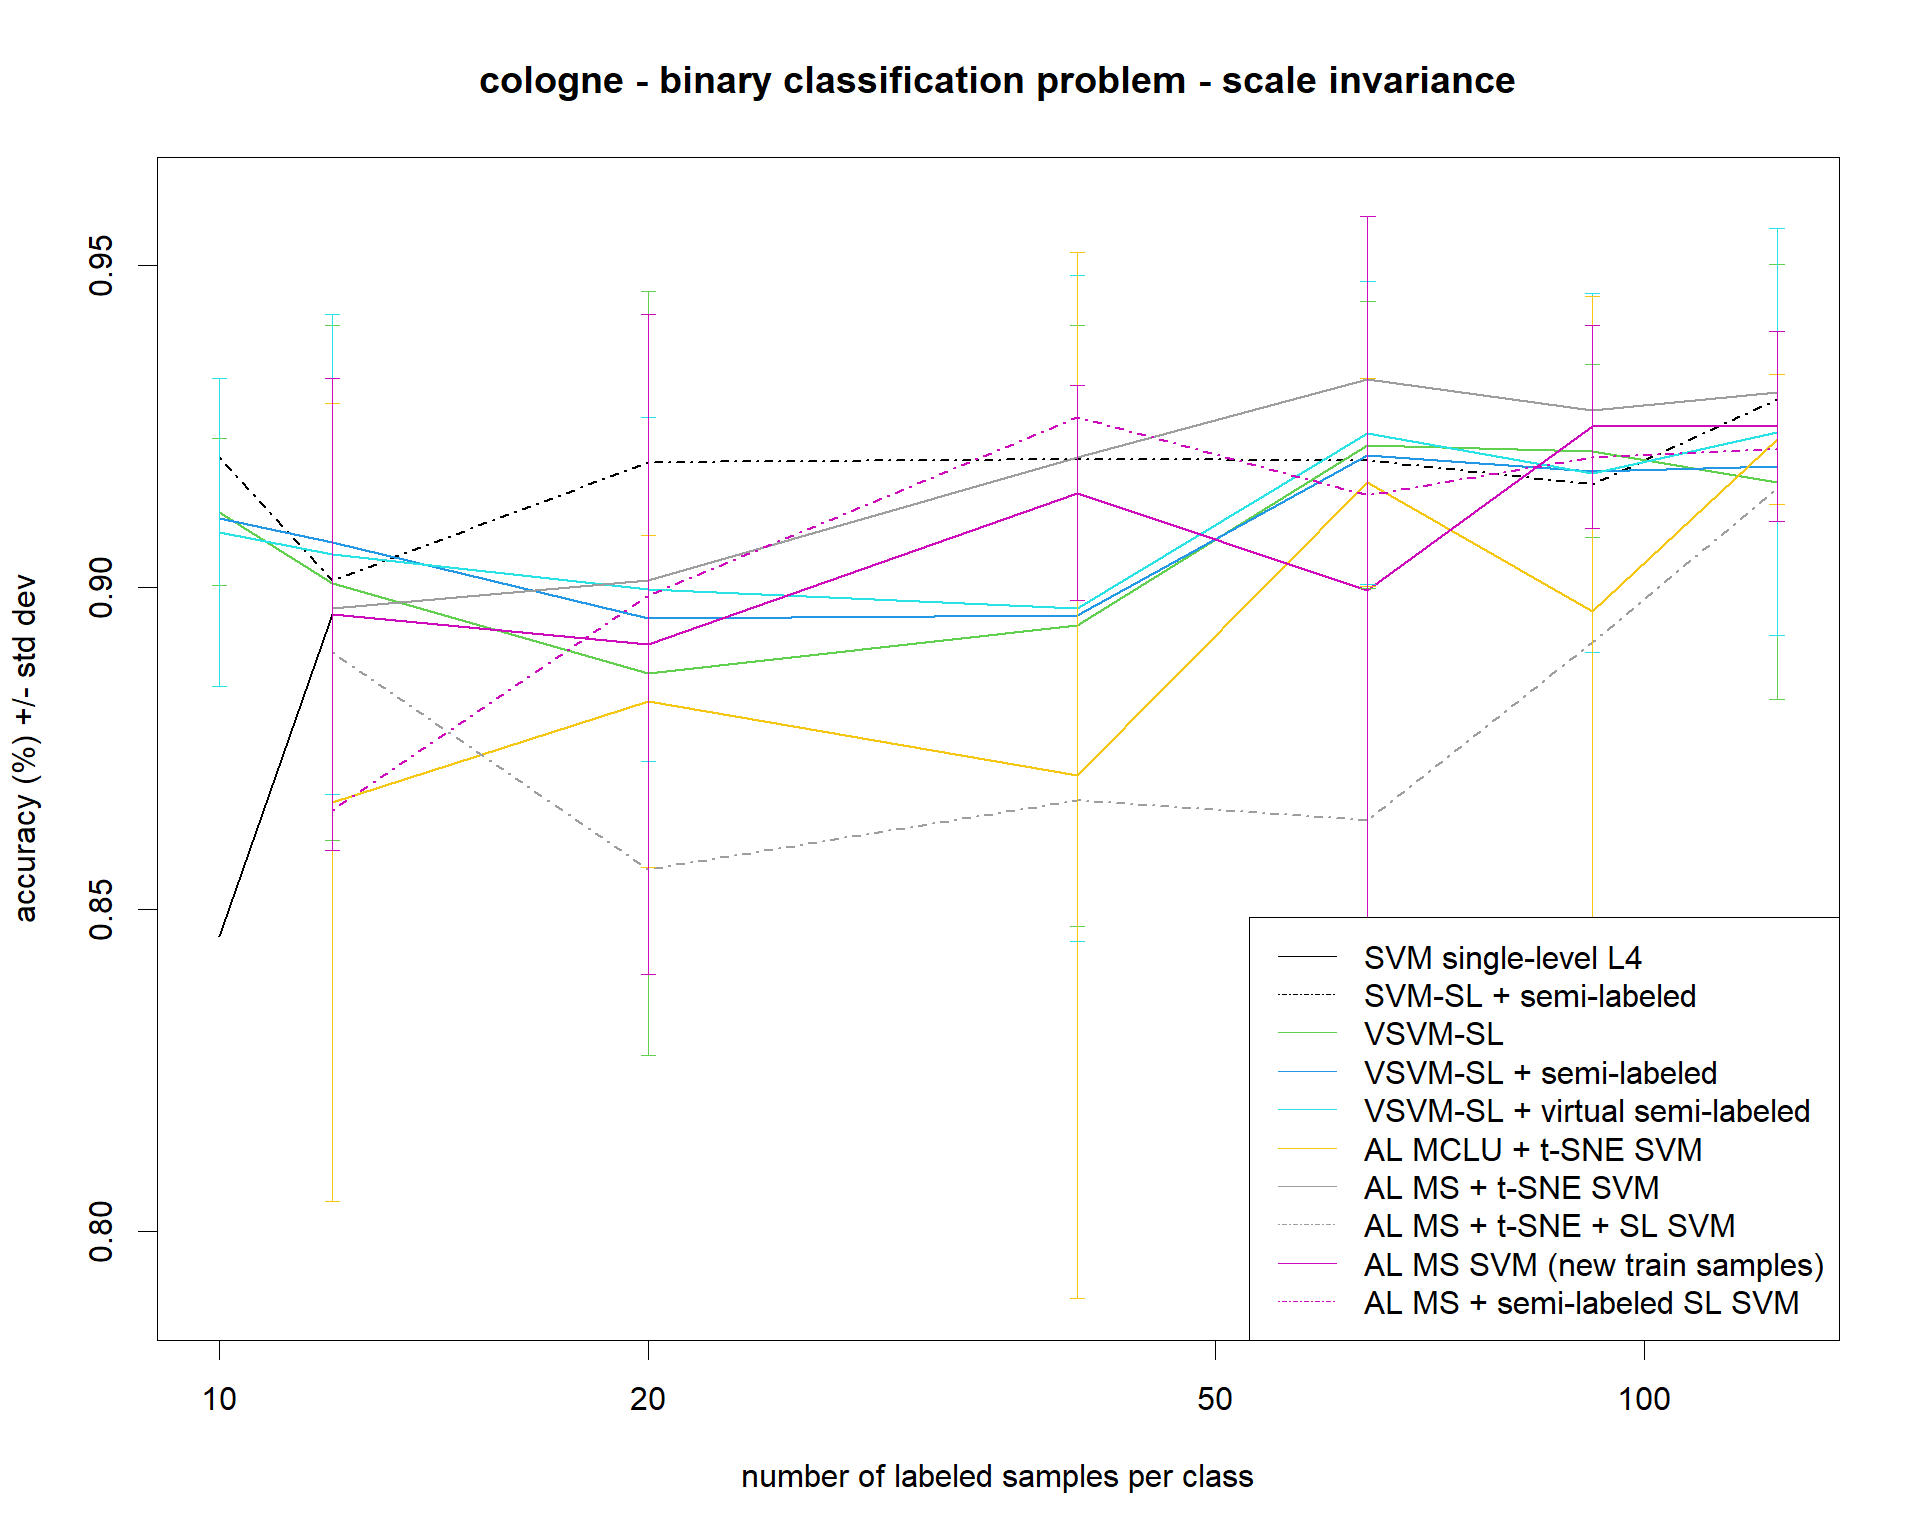 cologne - binary classification problem - scale invariance
accuracy (%) +/- std dev
0.95
0.90
0.85
0.80
SVM single-level L4
SVM-SL + semi-labeled
VSVM-SL
VSVM-SL + semi-labeled
VSVM-SL + virtual semi-labeled
AL MCLU + t-SNE SVM
AL MS + t-SNE SVM
AL MS + t-SNE + SL SVM
AL MS SVM (new train samples)
AL MS + semi-labeled SL SVM
10 20 50 100
number of labeled samples per class